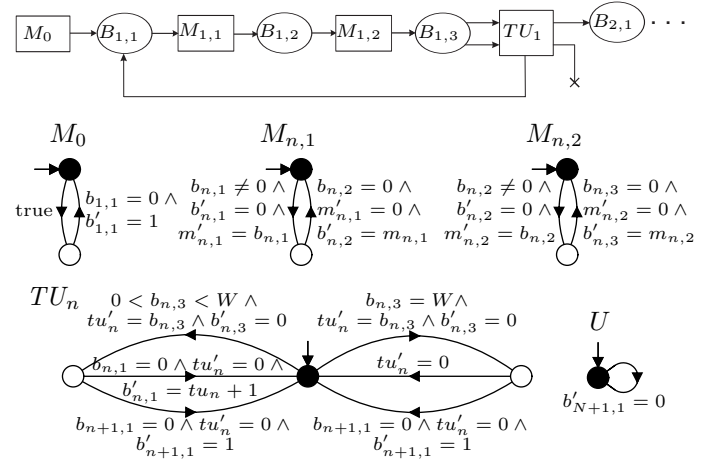 M_0 B_{1,1} M_{1,1} B_{1,2} M_{1,2} B_{1,3} TU_1 B_{2,1} · · ·
M_0 M_{n,1} M_{n,2}
true
b_{1,1} = 0 ∧
b'_{1,1} = 1
b_{n,1} ≠ 0 ∧
b'_{n,1} = 0 ∧
m'_{n,1} = b_{n,1}
b_{n,2} = 0 ∧
m'_{n,1} = 0 ∧
b'_{n,2} = m_{n,1}
b_{n,2} ≠ 0 ∧
b'_{n,2} = 0 ∧
m'_{n,2} = b_{n,2}
b_{n,3} = 0 ∧
m'_{n,2} = 0 ∧
b'_{n,3} = m_{n,2}
TU_n
0 < b_{n,3} < W ∧
tu'_n = b_{n,3} ∧ b'_{n,3} = 0
b_{n,3} = W ∧
tu'_n = b_{n,3} ∧ b'_{n,3} = 0
b_{n,1} = 0 ∧ tu'_n = 0 ∧
b'_{n,1} = tu_n + 1
tu'_n = 0
b_{n+1,1} = 0 ∧ tu'_n = 0 ∧
b'_{n+1,1} = 1
b_{n+1,1} = 0 ∧ tu'_n = 0 ∧
b'_{n+1,1} = 1
U
b'_{N+1,1} = 0